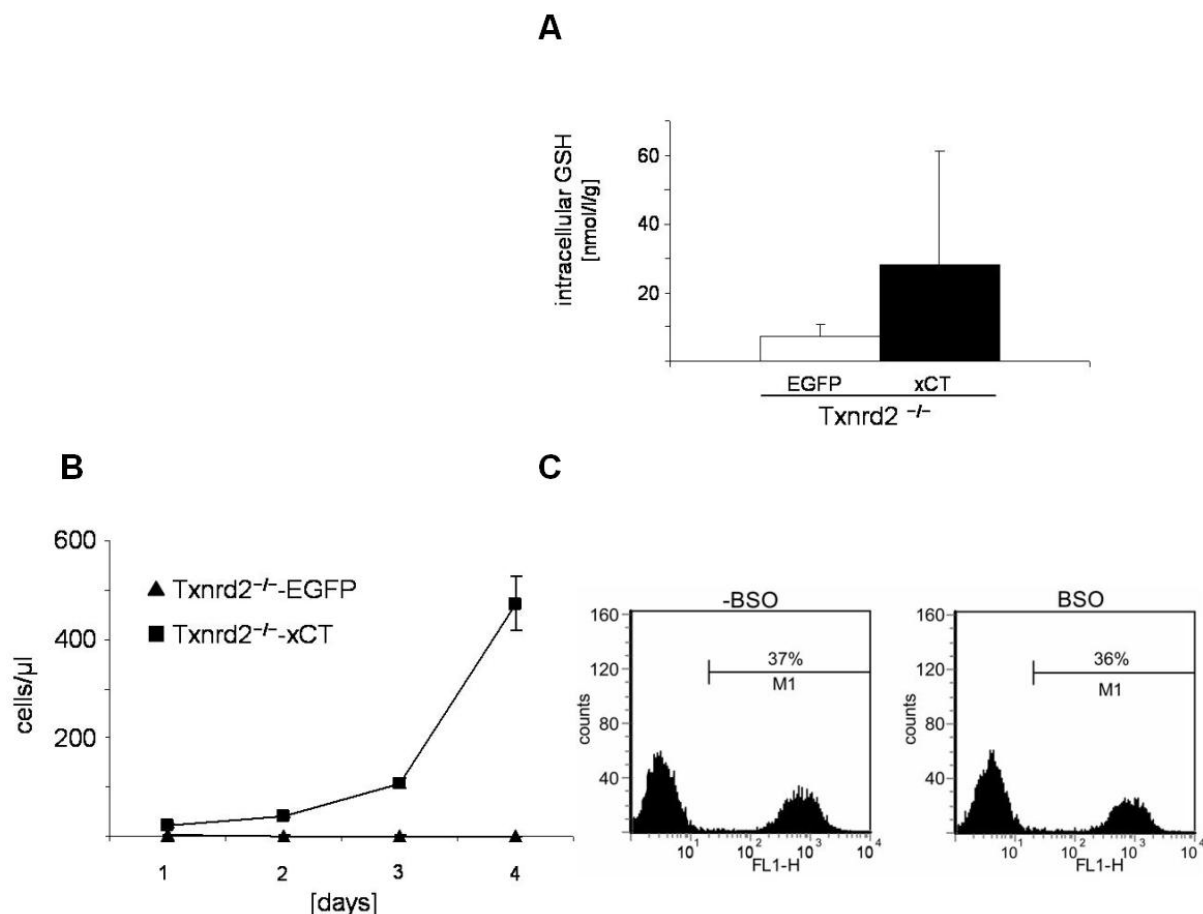 A
intracellular GSH
[nmol/l/g]
60
40
20
EGFP xCT
Txnrd2 –/–
B
600
400
200
cells/µl
Txnrd2–/–-EGFP
Txnrd2–/–-xCT
1 2 3 4
[days]
C
-BSO
160
120
80
40
counts
37%
M1
10¹ 10² 10³ 10⁴
FL1-H
BSO
160
120
80
40
counts
36%
M1
10¹ 10² 10³ 10⁴
FL1-H